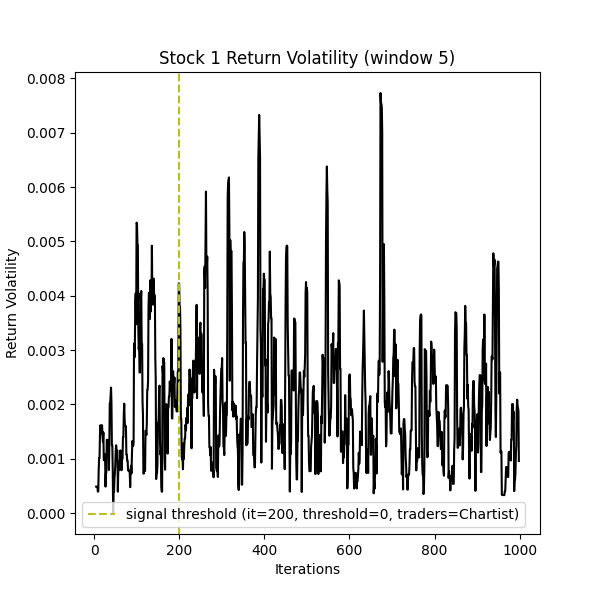 Stock 1 Return Volatility (window 5)
0.008
0.007
0.006
0.005
0.004
0.003
0.002
0.001
0.000
Return Volatility
signal threshold (it=200, threshold=0, traders=Chartist)
0 200 400 600 800 1000
Iterations